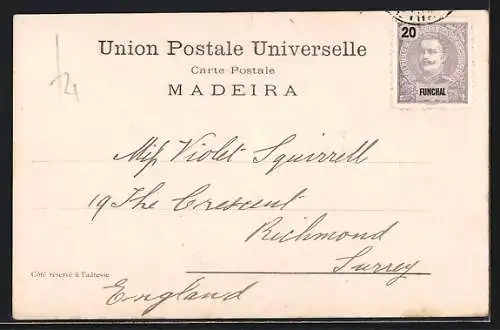 20
FUNCHAL
Union Postale Universelle
Carte Postale
MADEIRA
Miss Violet Squirrell
19 The Crescent
Richmond
Surrey
Côté réservé à l'adresse
England